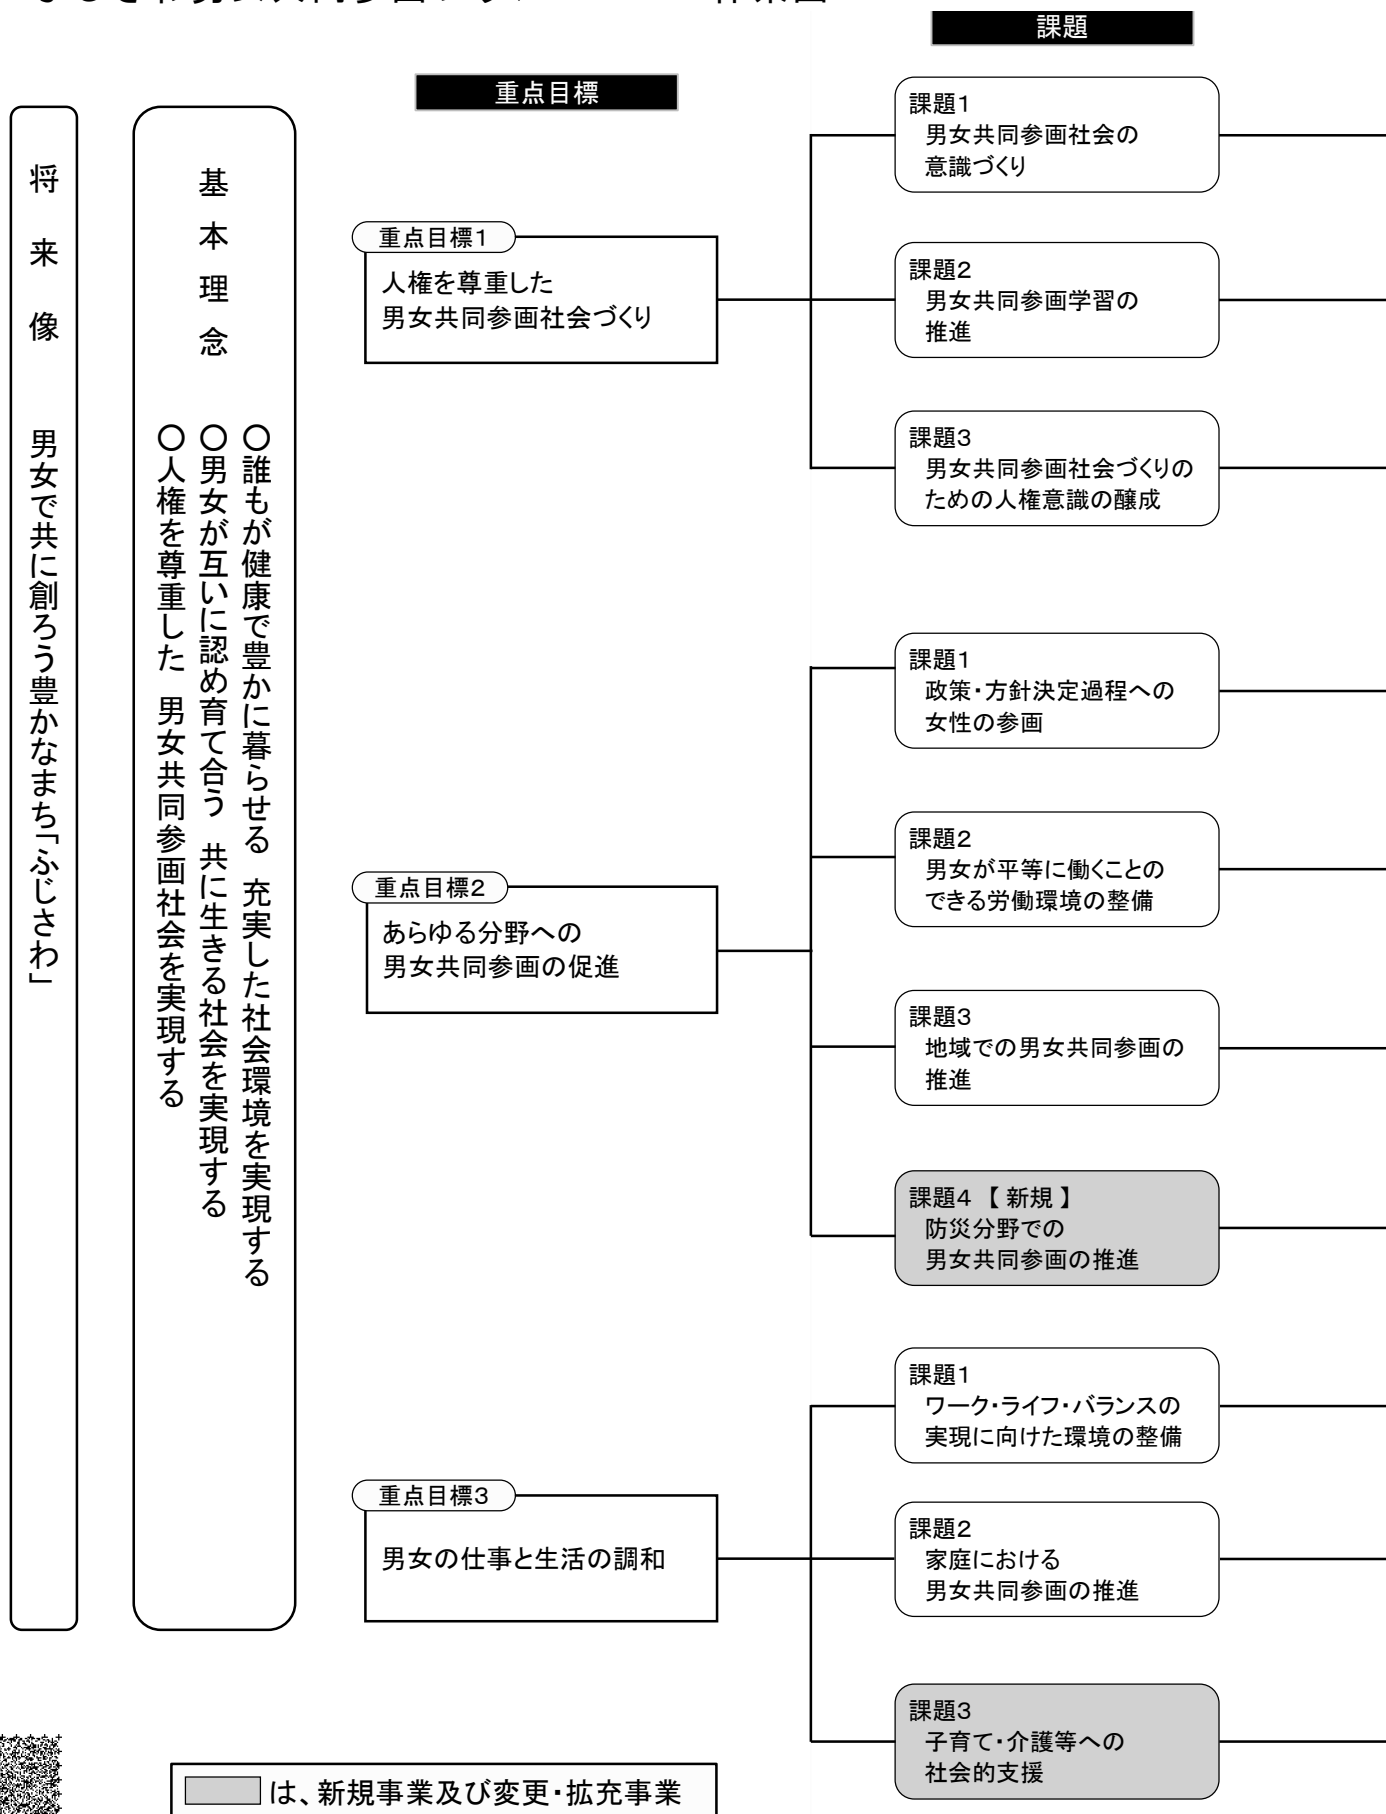 課題
重点目標
将来像 男女で共に創ろう豊かなまち「ふじさわ」
基本理念
〇誰もが健康で豊かに暮らせる 充実した社会環境を実現する
〇男女が互いに認め育て合う 共に生きる社会を実現する
〇人権を尊重した 男女共同参画社会を実現する
重点目標1
人権を尊重した
男女共同参画社会づくり
課題1
男女共同参画社会の
意識づくり
課題2
男女共同参画学習の
推進
課題3
男女共同参画社会づくりの
ための人権意識の醸成
重点目標2
あらゆる分野への
男女共同参画の促進
課題1
政策・方針決定過程への
女性の参画
課題2
男女が平等に働くことの
できる労働環境の整備
課題3
地域での男女共同参画の
推進
課題4 【新規】
防災分野での
男女共同参画の推進
重点目標3
男女の仕事と生活の調和
課題1
ワーク・ライフ・バランスの
実現に向けた環境の整備
課題2
家庭における
男女共同参画の推進
課題3
子育て・介護等への
社会的支援
は、新規事業及び変更・拡充事業